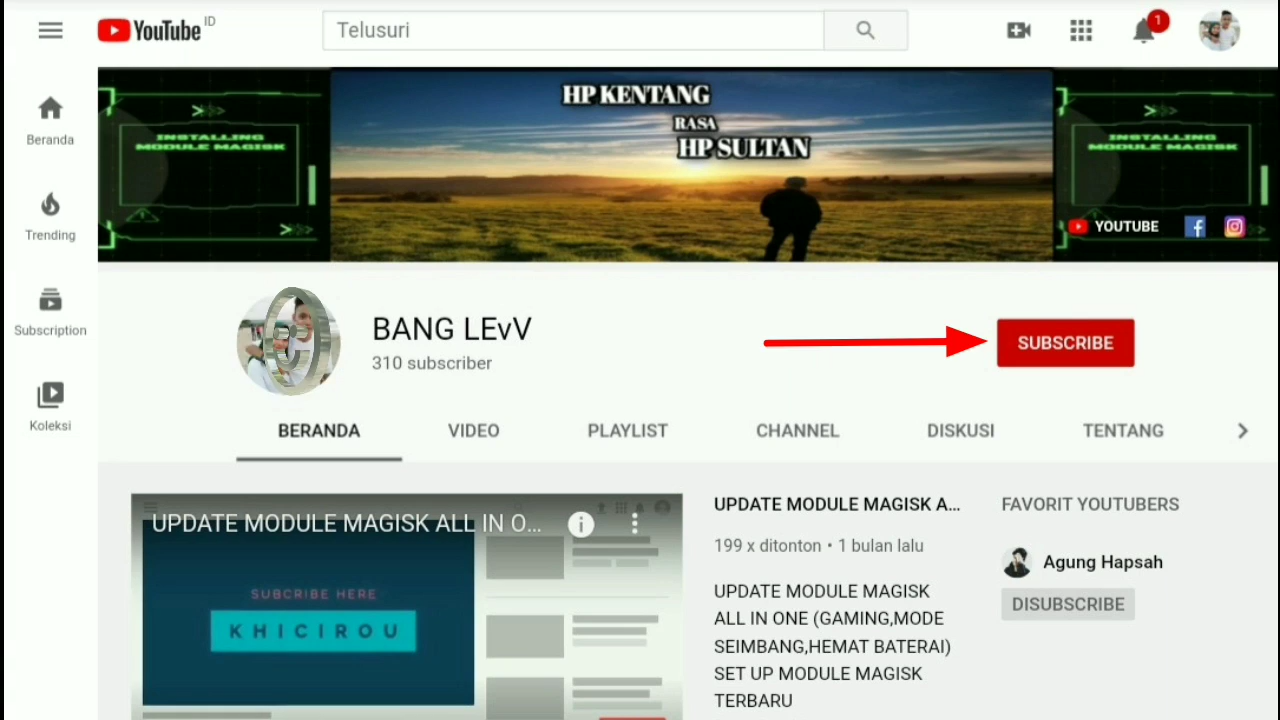 YouTube ID
Telusuri
1
Beranda
Trending
Subscription
Koleksi
INSTALLING
MODULE MAGISK
HP KENTANG
RASA
HP SULTAN
INSTALLING
MODULE MAGISK
YOUTUBE
BANG LEvV
310 subscriber
SUBSCRIBE
BERANDA
VIDEO
PLAYLIST
CHANNEL
DISKUSI
TENTANG
UPDATE MODULE MAGISK ALL IN O...
SUBCRIBE HERE
KHICIROU
UPDATE MODULE MAGISK A...
199 x ditonton • 1 bulan lalu
UPDATE MODULE MAGISK
ALL IN ONE (GAMING,MODE
SEIMBANG,HEMAT BATERAI)
SET UP MODULE MAGISK
TERBARU
FAVORIT YOUTUBERS
Agung Hapsah
DISUBSCRIBE